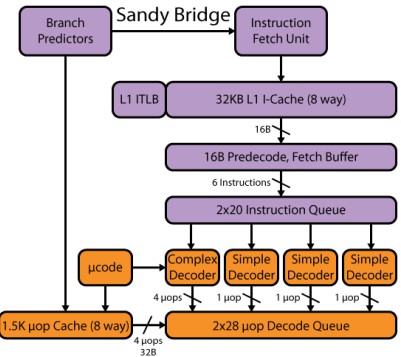 Sandy Bridge
Branch
Predictors
Instruction
Fetch Unit
L1 ITLB
32KB L1 I-Cache (8 way)
16B
16B Predecode, Fetch Buffer
6 Instructions
2x20 Instruction Queue
µcode
Complex
Decoder
Simple
Decoder
Simple
Decoder
Simple
Decoder
4 µops
1 µop
1 µop
1 µop
1.5K µop Cache (8 way)
4 µops
32B
2x28 µop Decode Queue